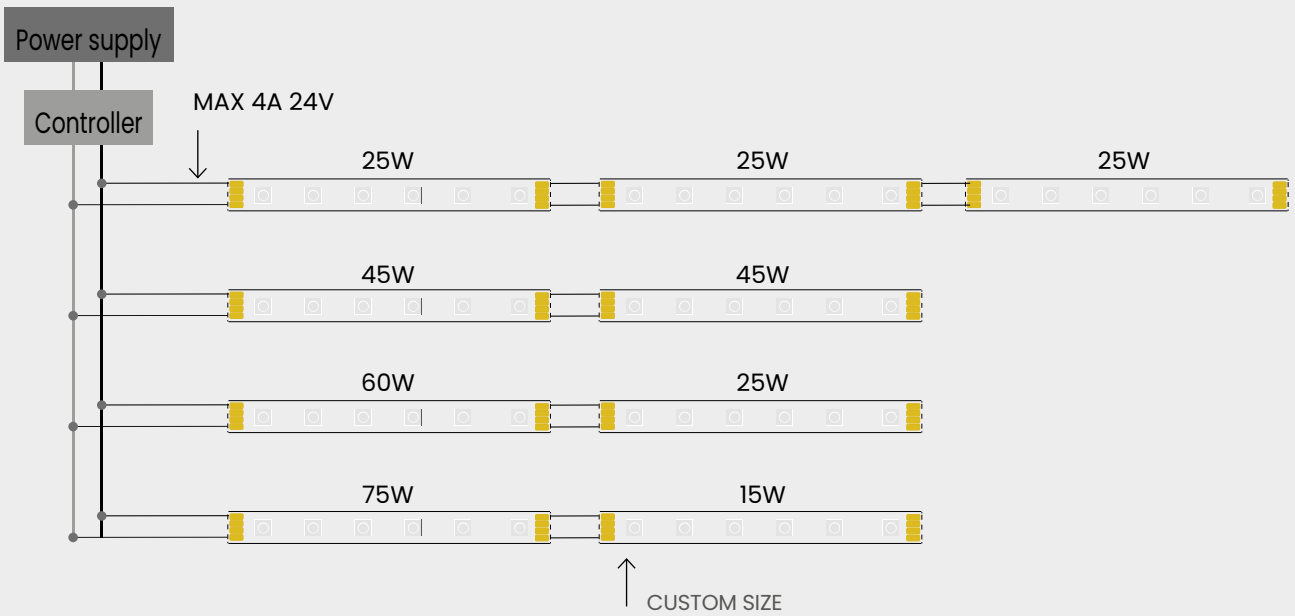 Power supply
Controller
MAX 4A 24V
25W 25W 25W
45W 45W
60W 25W
75W 15W
CUSTOM SIZE